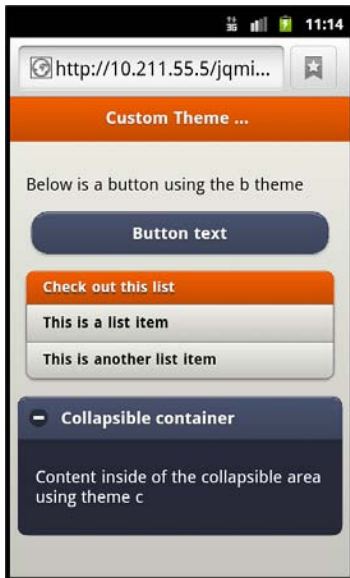 3G 11:14
http://10.211.55.5/jqmi...
Custom Theme ...
Below is a button using the b theme
Button text
Check out this list
This is a list item
This is another list item
Collapsible container
Content inside of the collapsible area
using theme c